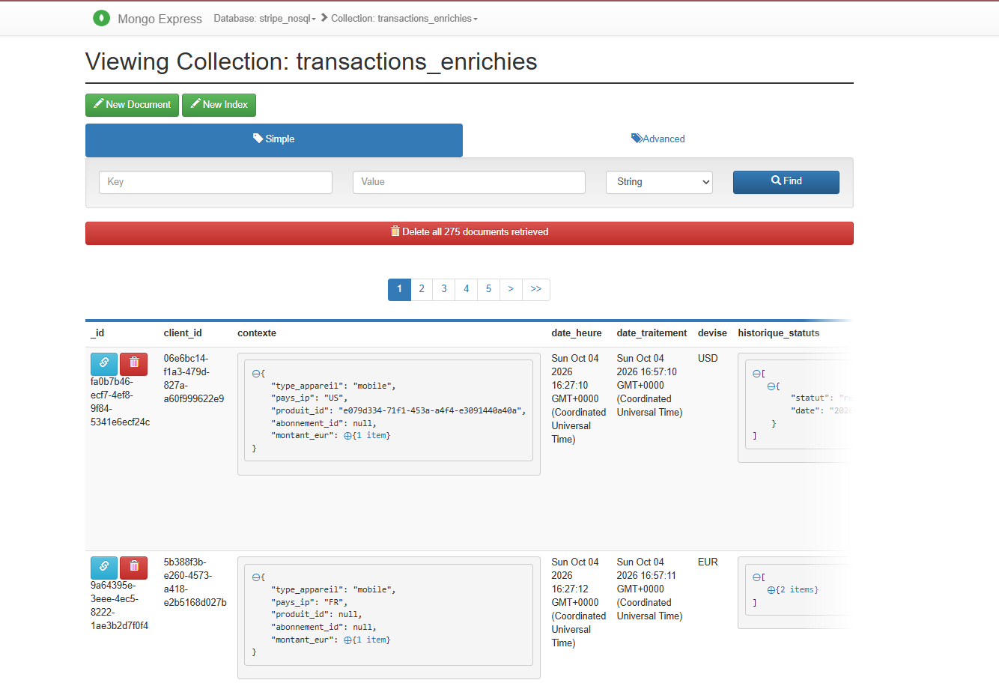 Mongo Express Database: stripe_nosql Collection: transactions_enrichies
Viewing Collection: transactions_enrichies
New Document New Index
Simple Advanced
Key Value String Find
Delete all 275 documents retrieved
1 2 3 4 5 > >>
_id client_id contexte date_heure date_traitement devise historique_statuts
fa0b7b46-
ecf7-4ef8-
9f84-
5341e6ecf24c
06e6bc14-
f1a3-479d-
827a-
a60f999622e9
{
"type_appareil": "mobile",
"pays_ip": "US",
"produit_id": "e079d334-71f1-453a-a4f4-e3091440a40a",
"abonnement_id": null,
"montant_eur": {1 item}
}
Sun Oct 04
2026
16:27:10
GMT+0000
(Coordinated
Universal
Time)
Sun Oct 04
2026 16:57:10
GMT+0000
(Coordinated
Universal Time)
USD
[
{
"statut": "re
"date": "2026
}
]
9a64395e-
3eee-4ec5-
8222-
1ae3b2d7f0f4
5b388f3b-
e260-4573-
a418-
e2b5168d027b
{
"type_appareil": "mobile",
"pays_ip": "FR",
"produit_id": null,
"abonnement_id": null,
"montant_eur": {1 item}
}
Sun Oct 04
2026
16:27:12
GMT+0000
(Coordinated
Universal
Time)
Sun Oct 04
2026 16:57:11
GMT+0000
(Coordinated
Universal Time)
EUR
[
{2 items}
]